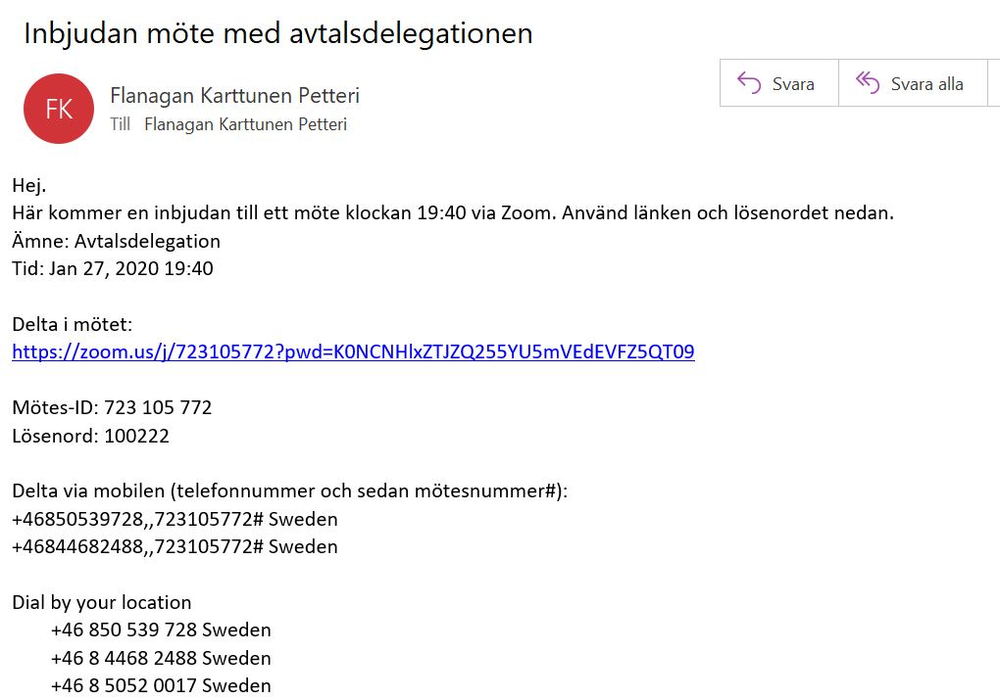 Inbjudan möte med avtalsdelegationen
FK
Flanagan Karttunen Petteri
Till Flanagan Karttunen Petteri
Svara
Svara alla
Hej.
Här kommer en inbjudan till ett möte klockan 19:40 via Zoom. Använd länken och lösenordet nedan.
Ämne: Avtalsdelegation
Tid: Jan 27, 2020 19:40
Delta i mötet:
https://zoom.us/j/723105772?pwd=K0NCNHlxZTJZQ255YU5mVEdEVFZ5QT09
Mötes-ID: 723 105 772
Lösenord: 100222
Delta via mobilen (telefonnummer och sedan mötesnummer#):
+46850539728,,723105772# Sweden
+46844682488,,723105772# Sweden
Dial by your location
+46 850 539 728 Sweden
+46 8 4468 2488 Sweden
+46 8 5052 0017 Sweden